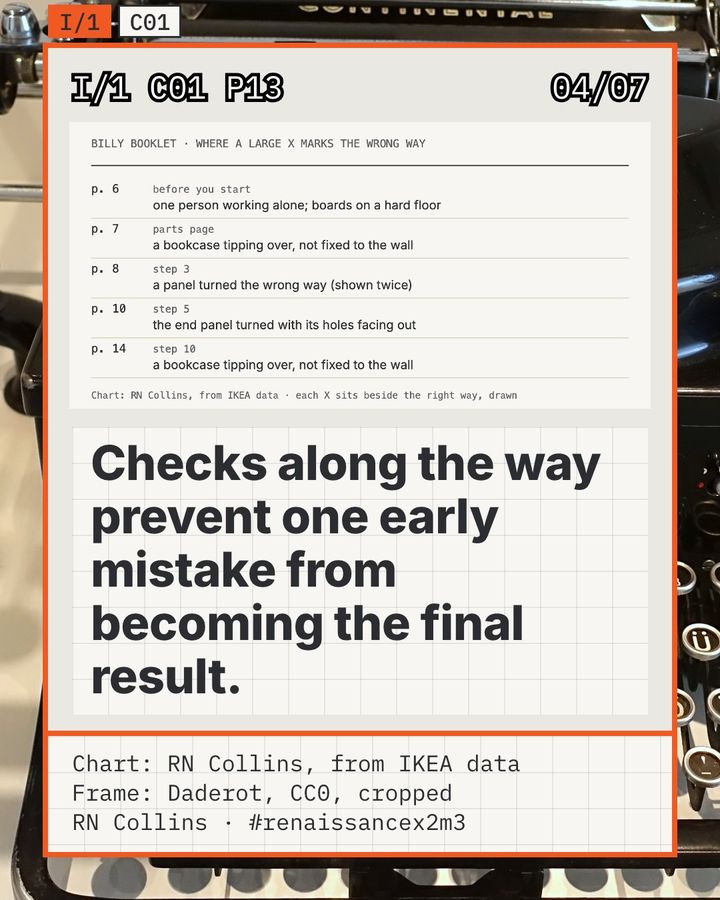 CONTINENTAL
I/1 C01
I/1 C01 P13 04/07
BILLY BOOKLET · WHERE A LARGE X MARKS THE WRONG WAY
p. 6 before you start
one person working alone; boards on a hard floor
p. 7 parts page
a bookcase tipping over, not fixed to the wall
p. 8 step 3
a panel turned the wrong way (shown twice)
p. 10 step 5
the end panel turned with its holes facing out
p. 14 step 10
a bookcase tipping over, not fixed to the wall
Chart: RN Collins, from IKEA data · each X sits beside the right way, drawn
Checks along the way
prevent one early
mistake from
becoming the final
result.
Ü
Chart: RN Collins, from IKEA data
Frame: Daderot, CC0, cropped
RN Collins · #renaissancex2m3